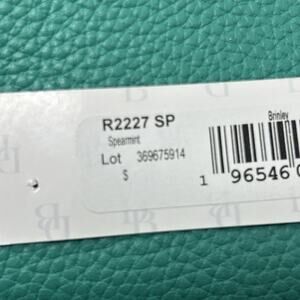 R2227 SP
Brinley
Spearmint
Lot 369675914
$
1 96546 0